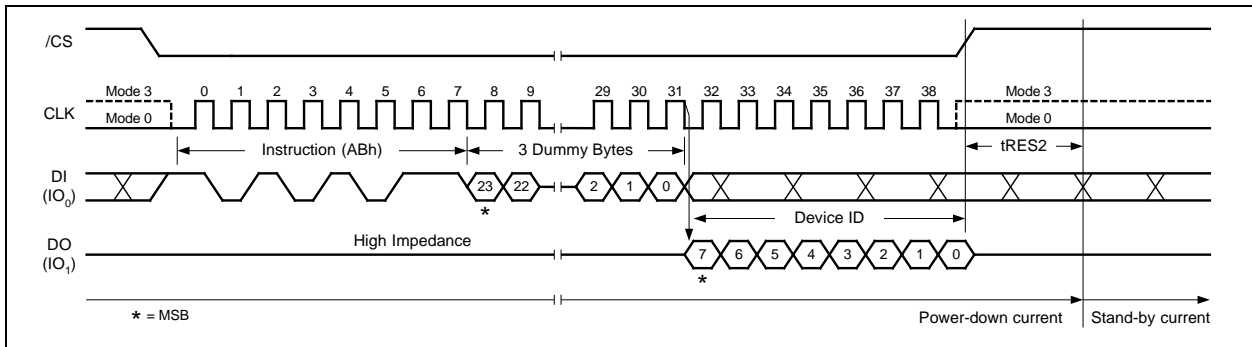 /CS
Mode 3 0 1 2 3 4 5 6 7 8 9 29 30 31 32 33 34 35 36 37 38 Mode 3
CLK
Mode 0 Mode 0
Instruction (ABh) 3 Dummy Bytes tRES2
DI
(IO0)
23 22 2 1 0
*
Device ID
High Impedance
DO
(IO1)
7 6 5 4 3 2 1 0
*
* = MSB
Power-down current Stand-by current